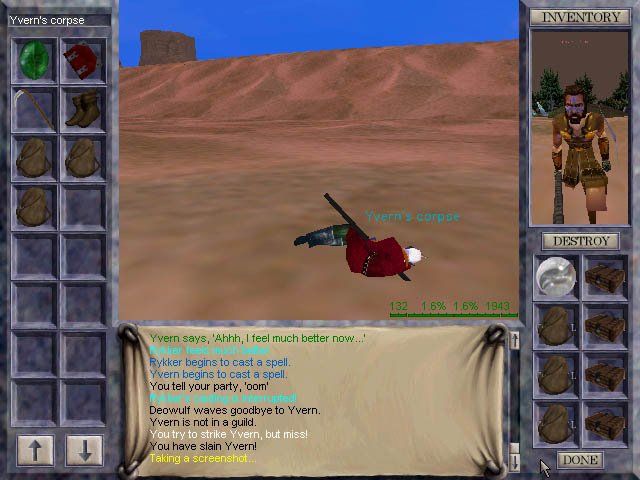 Yvern's corpse
INVENTORY
Yvern's corpse
132 1.6% 1.6% 1943
DESTROY
Yvern says, 'Ahhh, I feel much better now...'
Rykker feels much better.
Rykker begins to cast a spell.
Yvern begins to cast a spell.
You tell your party, 'oom'
Rykker's casting is interrupted!
Deowulf waves goodbye to Yvern.
Yvern is not in a guild.
You try to strike Yvern, but miss!
You have slain Yvern!
Taking a screenshot...
DONE